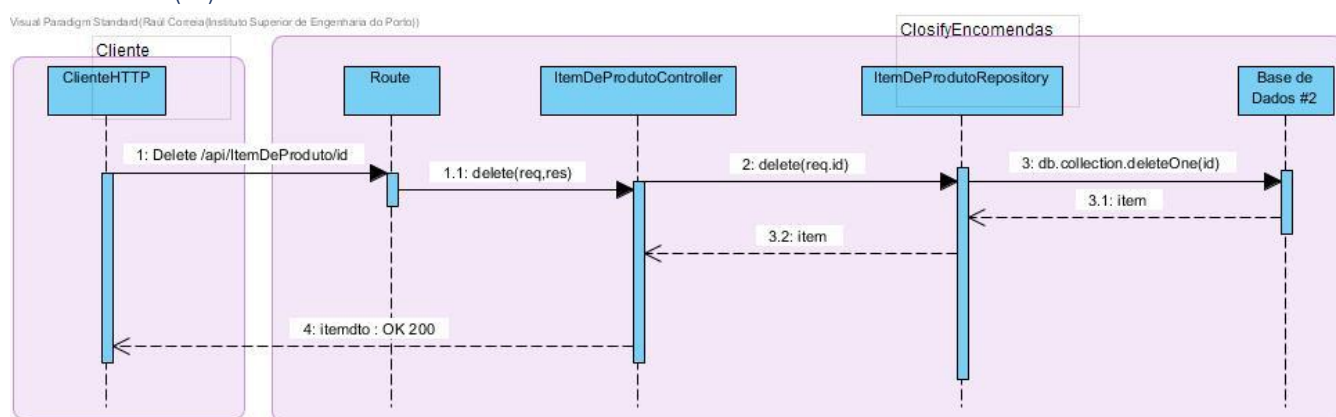 Visual Paradigm Standard(Raúl Correia(Instituto Superior de Engenharia do Porto))
Cliente
ClosifyEncomendas
ClienteHTTP
Route
ItemDeProdutoController
ItemDeProdutoRepository
Base de
Dados #2
1: Delete /api/ItemDeProduto/id
1.1: delete(req,res)
2: delete(req.id)
3: db.collection.deleteOne(id)
3.1: item
3.2: item
4: itemdto : OK 200